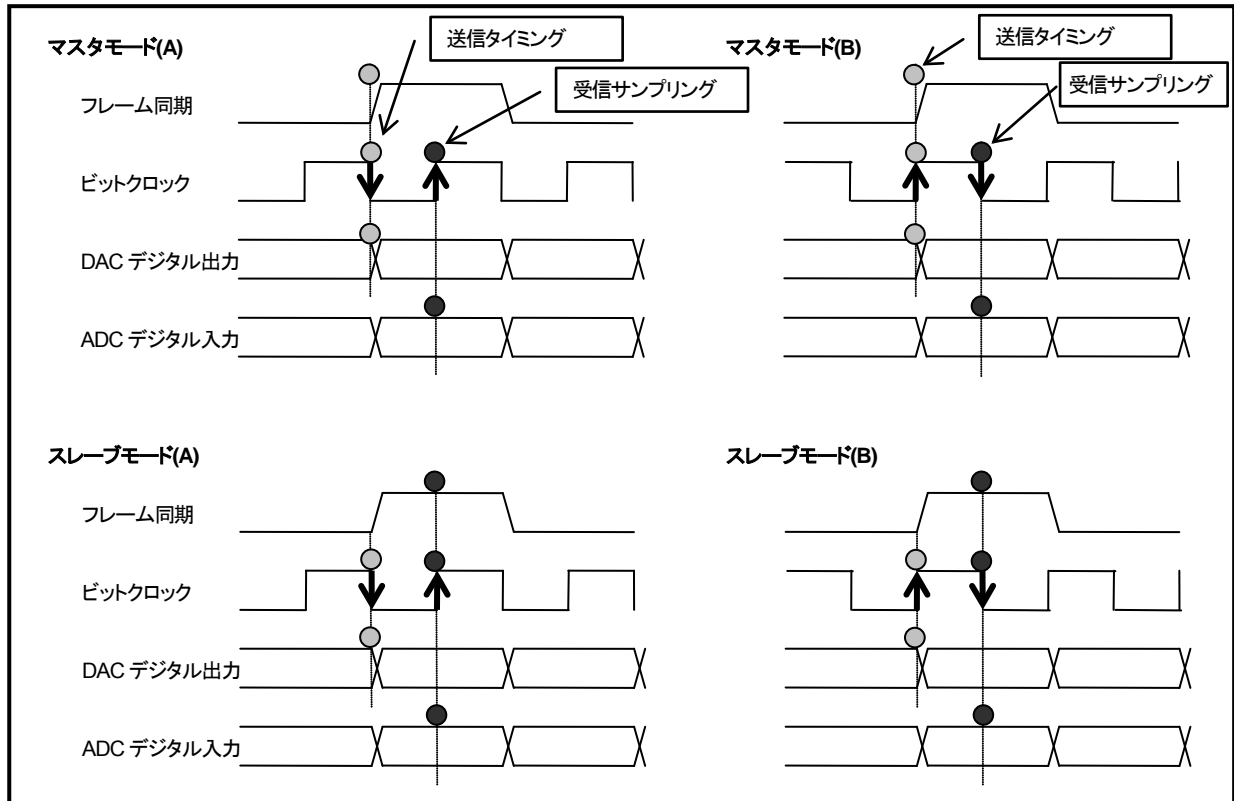 マスタモード(A)
送信タイミング
受信サンプリング
フレーム同期
ビットクロック
DAC デジタル出力
ADC デジタル入力
マスタモード(B)
送信タイミング
受信サンプリング
スレーブモード(A)
フレーム同期
ビットクロック
DAC デジタル出力
ADC デジタル入力
スレーブモード(B)